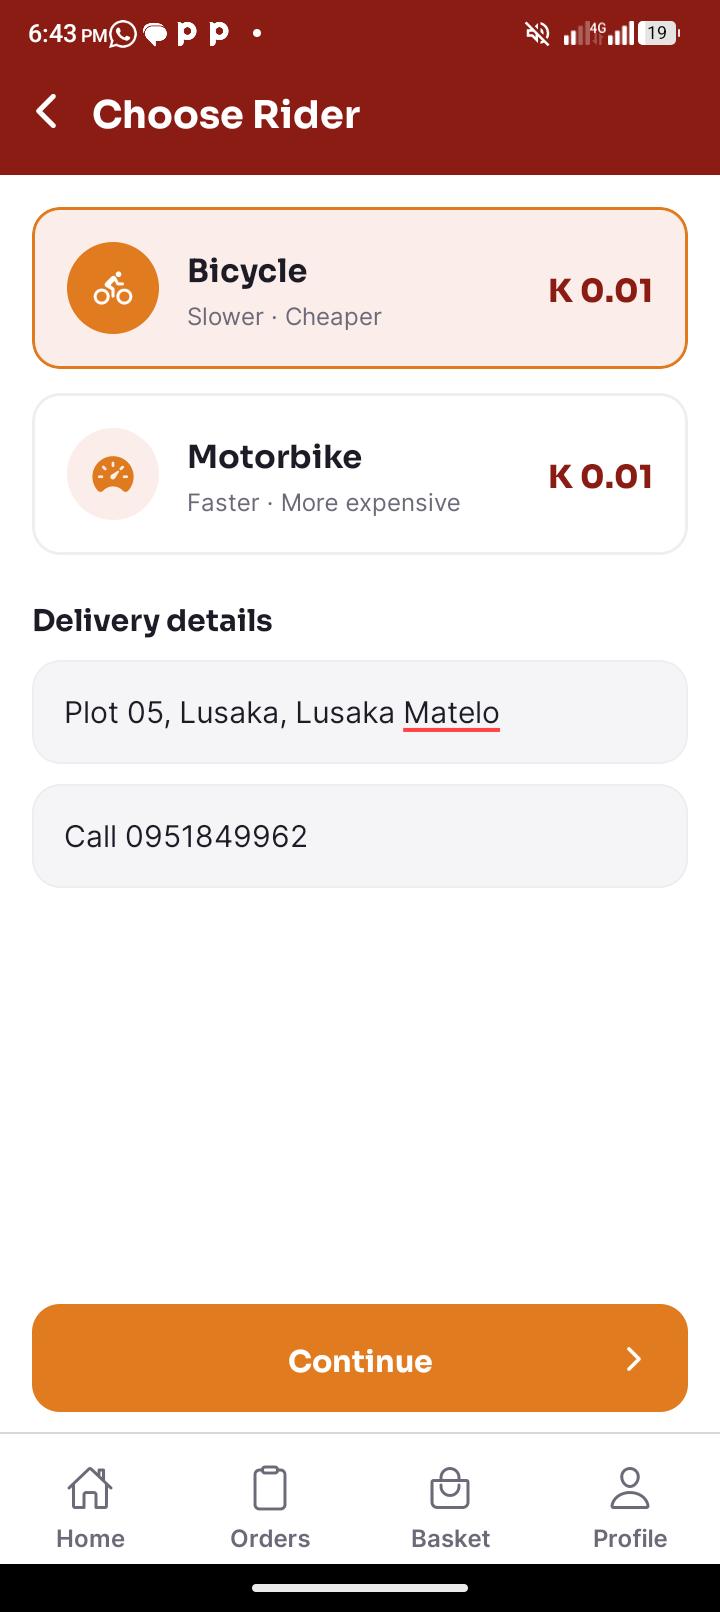 6:43 PM
4G
19
Choose Rider
Bicycle
Slower · Cheaper
K 0.01
Motorbike
Faster · More expensive
K 0.01
Delivery details
Plot 05, Lusaka, Lusaka Matelo
Call 0951849962
Continue
Home
Orders
Basket
Profile